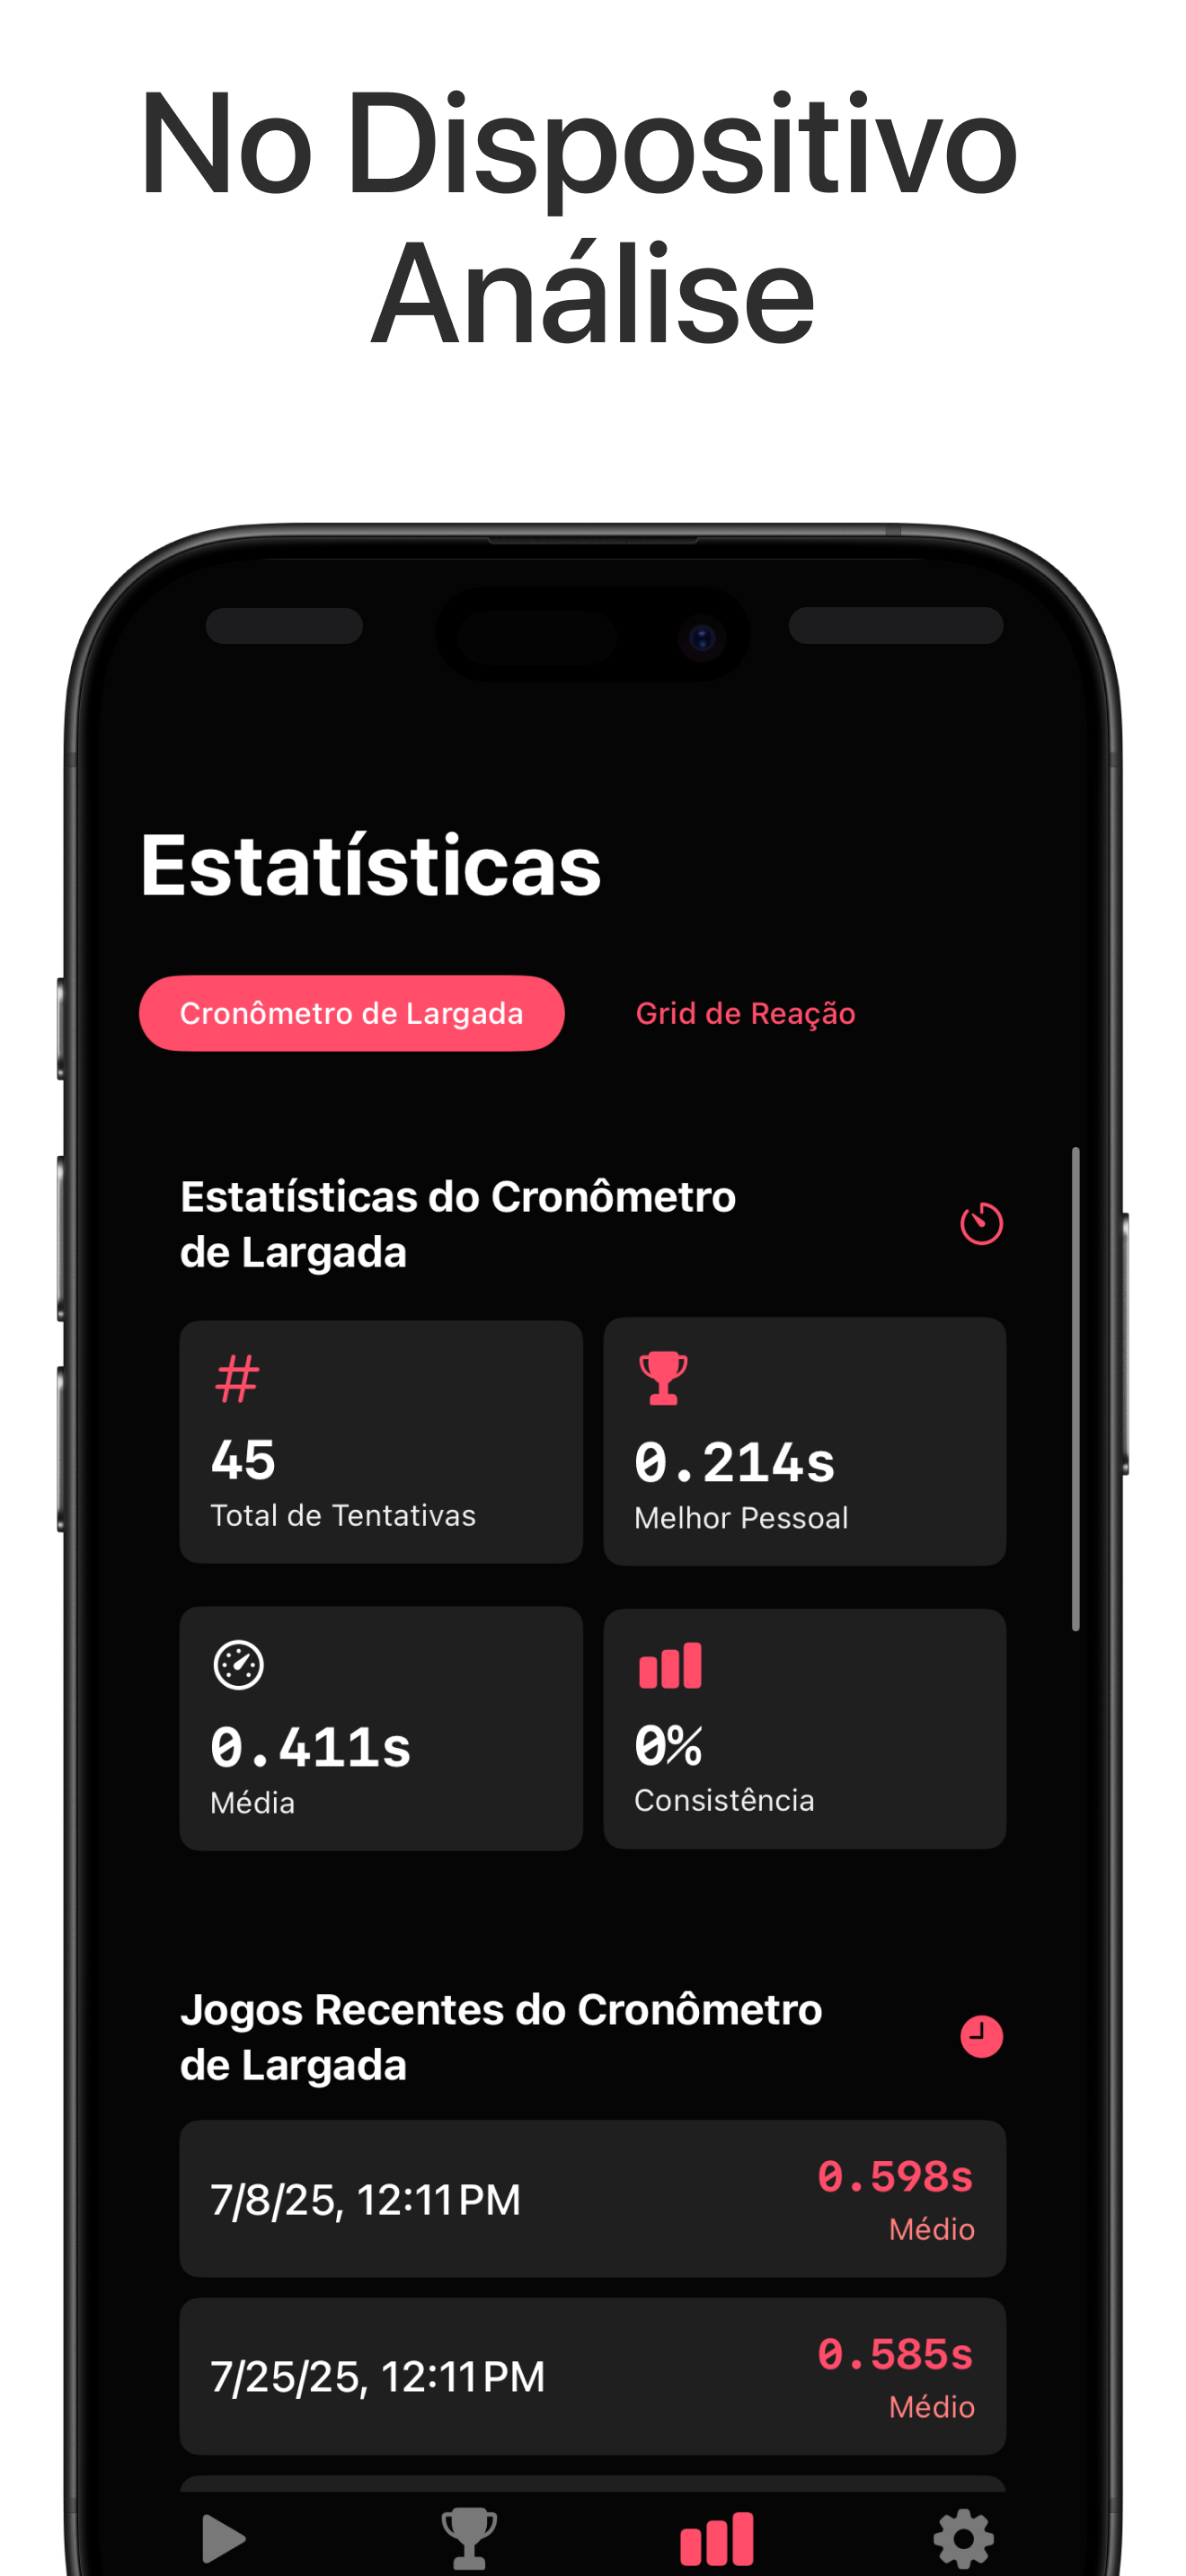 No Dispositivo
Análise
Estatísticas
Cronômetro de Largada
Grid de Reação
Estatísticas do Cronômetro
de Largada
45
Total de Tentativas
0.214s
Melhor Pessoal
0.411s
Média
0%
Consistência
Jogos Recentes do Cronômetro
de Largada
7/8/25, 12:11 PM
0.598s
Médio
7/25/25, 12:11 PM
0.585s
Médio